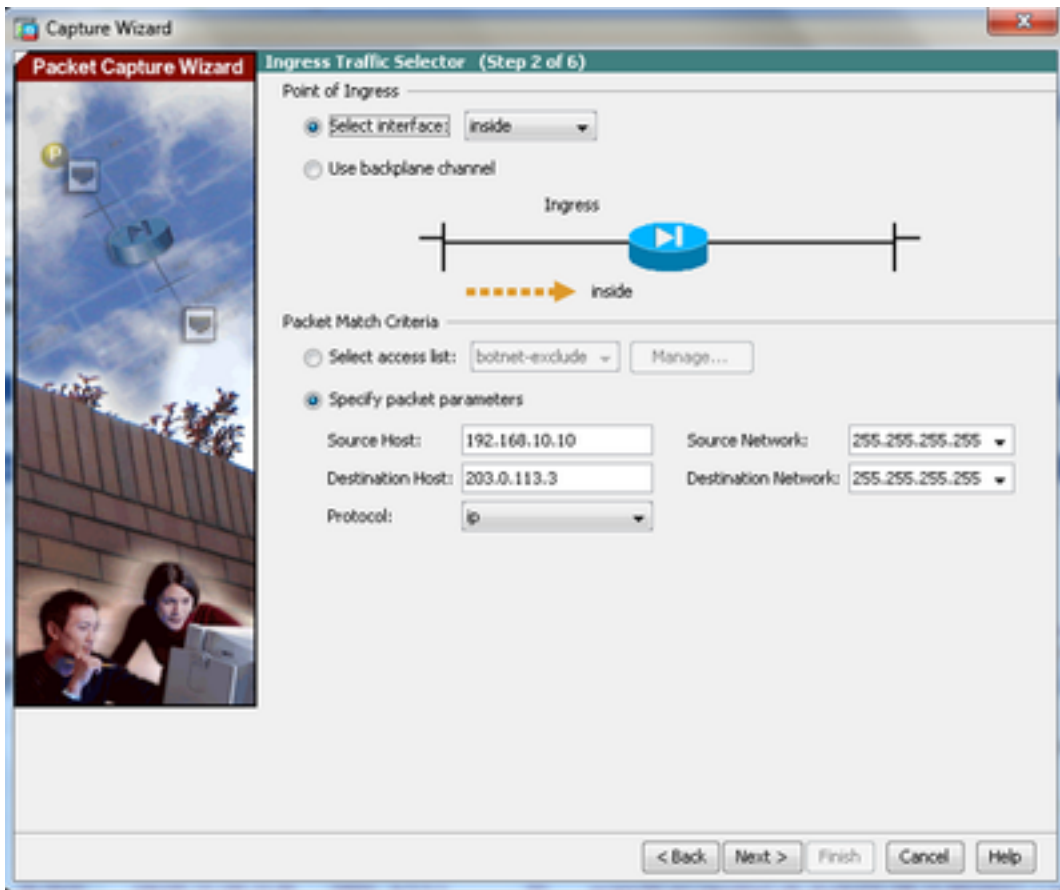 Capture Wizard
Packet Capture Wizard
Ingress Traffic Selector (Step 2 of 6)
Point of Ingress
Select interface: inside
Use backplane channel
Ingress
inside
Packet Match Criteria
Select access list: botnet-exclude Manage...
Specify packet parameters
Source Host: 192.168.10.10 Source Network: 255.255.255.255
Destination Host: 203.0.113.3 Destination Network: 255.255.255.255
Protocol: ip
P
< Back Next > Finish Cancel Help